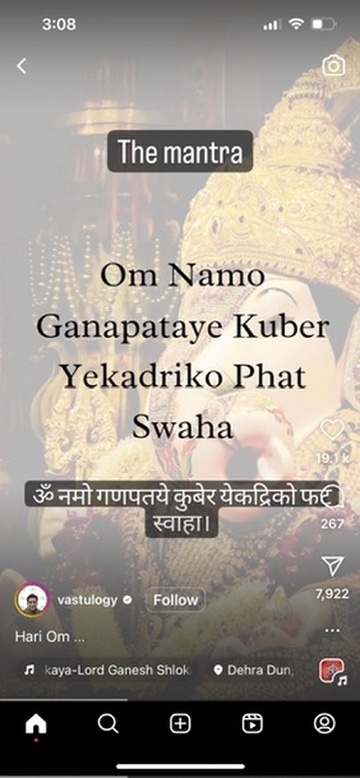 3:08
The mantra
Om Namo
Ganapataye Kuber
Yekadriko Phat
Swaha
ॐ नमो गणपतये कुबेर येकद्रिको फट्
स्वाहा।
19.1k
267
7,922
vastulogy
Follow
Hari Om ...
kaya-Lord Ganesh Shlok
Dehra Dun,